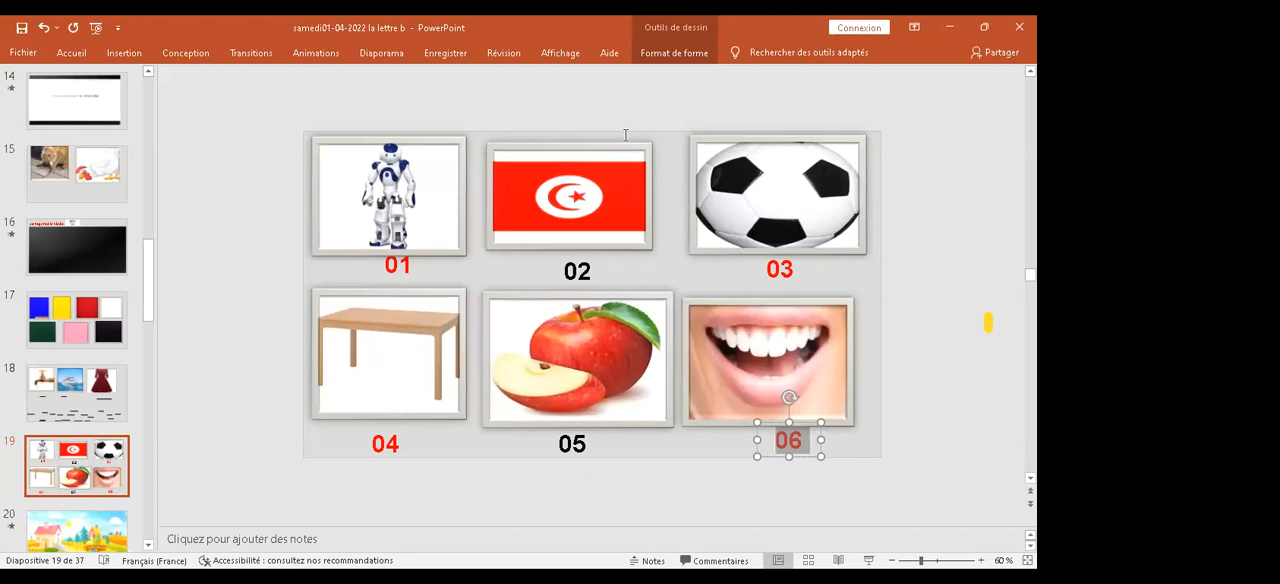 samedi01-04-2022 la lettre b - PowerPoint
Outils de dessin
Connexion
Fichier Accueil Insertion Conception Transitions Animations Diaporama Enregistrer Révision Affichage Aide Format de forme Rechercher des outils adaptés Partager
14
15
16
17
18
19
20
01 02 03
04 05 06
Cliquez pour ajouter des notes
Diapositive 19 de 37 Français (France) Accessibilité : consultez nos recommandations Notes Commentaires 60 %